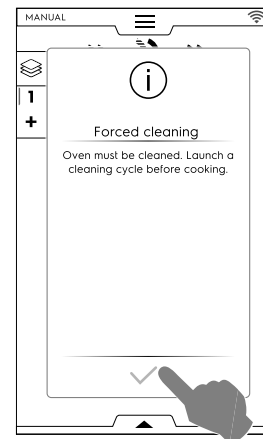 MANUAL
1
+
i
Forced cleaning
Oven must be cleaned. Launch a
cleaning cycle before cooking.